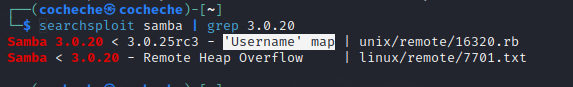 ┌──(cocheche㉿cocheche)-[~]
└─$ searchsploit samba | grep 3.0.20
Samba 3.0.20 < 3.0.25rc3 - 'Username' map | unix/remote/16320.rb
Samba < 3.0.20 - Remote Heap Overflow | linux/remote/7701.txt